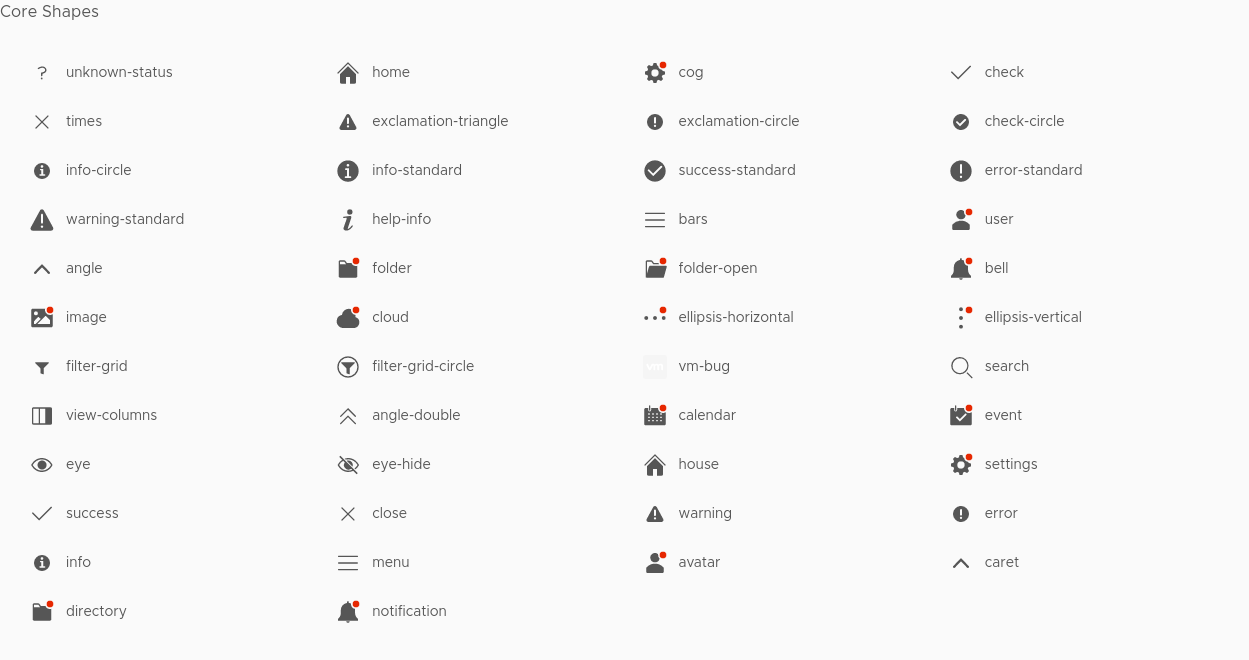 Core Shapes
? unknown-status home cog check
times exclamation-triangle exclamation-circle check-circle
info-circle info-standard success-standard error-standard
warning-standard help-info bars user
angle folder folder-open bell
image cloud ellipsis-horizontal ellipsis-vertical
filter-grid filter-grid-circle vm vm-bug search
view-columns angle-double calendar event
eye eye-hide house settings
success close warning error
info menu avatar caret
directory notification